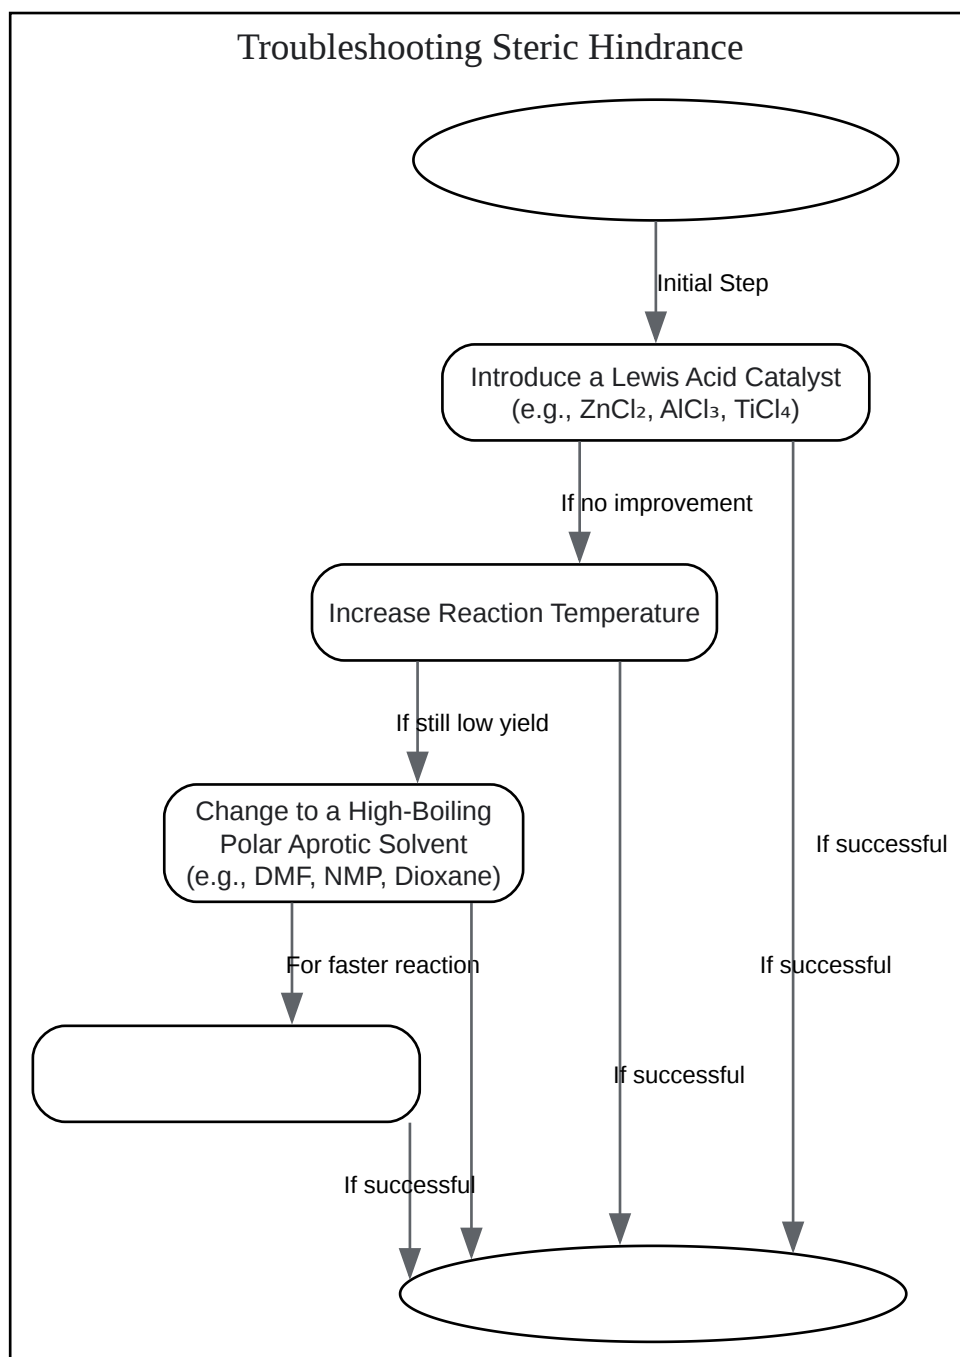 Troubleshooting Steric Hindrance
Initial Step
Introduce a Lewis Acid Catalyst
(e.g., ZnCl₂, AlCl₃, TiCl₄)
If no improvement
Increase Reaction Temperature
If still low yield
Change to a High-Boiling
Polar Aprotic Solvent
(e.g., DMF, NMP, Dioxane)
If successful
For faster reaction
If successful
If successful
If successful